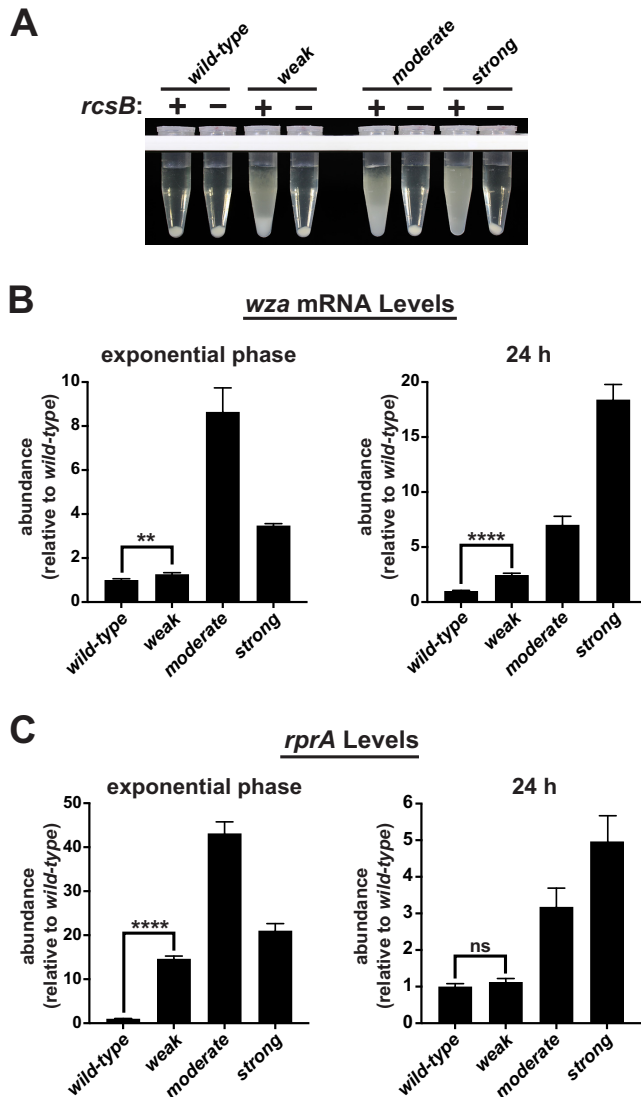 A
wild-type weak moderate strong
rcsB: + − + − + − + −
B
wza mRNA Levels
exponential phase
abundance
(relative to wild-type)
10
8
6
4
2
0
**
wild-type weak moderate strong
24 h
abundance
(relative to wild-type)
20
15
10
5
0
****
wild-type weak moderate strong
C
rprA Levels
exponential phase
abundance
(relative to wild-type)
50
40
30
20
10
0
****
wild-type weak moderate strong
24 h
abundance
(relative to wild-type)
6
5
4
3
2
1
0
ns
wild-type weak moderate strong